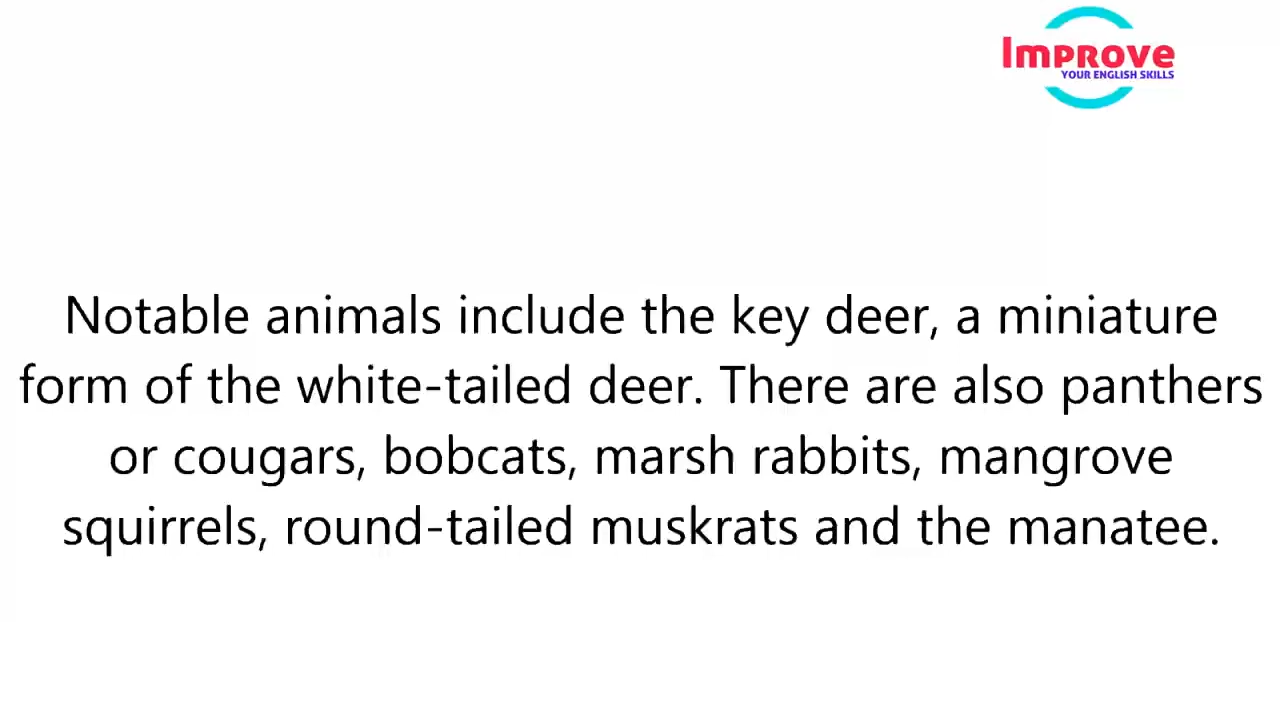 Improve
YOUR ENGLISH SKILLS
Notable animals include the key deer, a miniature
form of the white-tailed deer. There are also panthers
or cougars, bobcats, marsh rabbits, mangrove
squirrels, round-tailed muskrats and the manatee.